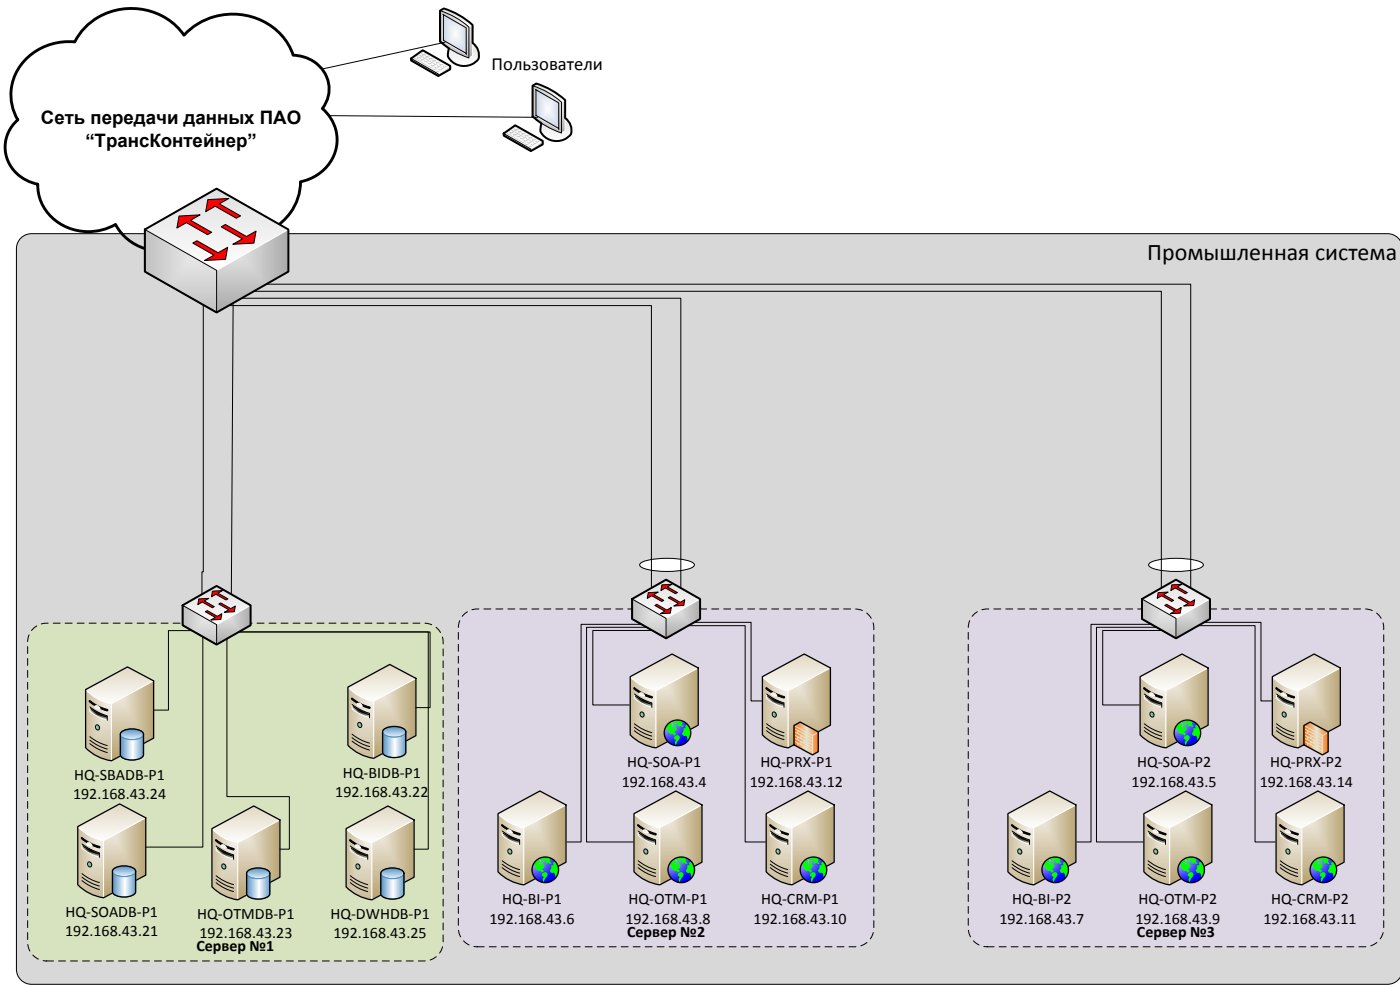 Пользователи
Сеть передачи данных ПАО
“ТрансКонтейнер”
Промышленная система
HQ-SBADB-P1
192.168.43.24
HQ-BIDB-P1
192.168.43.22
HQ-SOADB-P1
192.168.43.21
HQ-OTMDB-P1
192.168.43.23
HQ-DWHDB-P1
192.168.43.25
Сервер №1
HQ-SOA-P1
192.168.43.4
HQ-PRX-P1
192.168.43.12
HQ-BI-P1
192.168.43.6
HQ-OTM-P1
192.168.43.8
HQ-CRM-P1
192.168.43.10
Сервер №2
HQ-SOA-P2
192.168.43.5
HQ-PRX-P2
192.168.43.14
HQ-BI-P2
192.168.43.7
HQ-OTM-P2
192.168.43.9
HQ-CRM-P2
192.168.43.11
Сервер №3